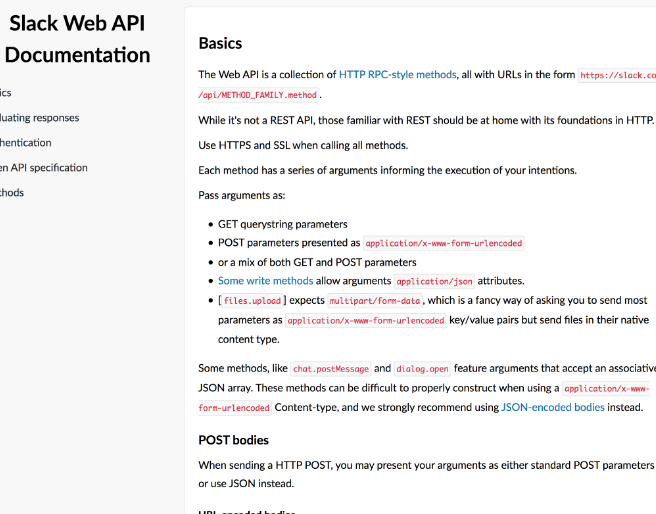 Slack Web API
Documentation
ics
luating responses
hentication
en API specification
thods
Basics
The Web API is a collection of HTTP RPC-style methods, all with URLs in the form https://slack.co
/api/METHOD_FAMILY.method .
While it's not a REST API, those familiar with REST should be at home with its foundations in HTTP.
Use HTTPS and SSL when calling all methods.
Each method has a series of arguments informing the execution of your intentions.
Pass arguments as:
• GET querystring parameters
• POST parameters presented as application/x-www-form-urlencoded
• or a mix of both GET and POST parameters
• Some write methods allow arguments application/json attributes.
• [ files.upload ] expects multipart/form-data , which is a fancy way of asking you to send most
parameters as application/x-www-form-urlencoded key/value pairs but send files in their native
content type.
Some methods, like chat.postMessage and dialog.open feature arguments that accept an associative
JSON array. These methods can be difficult to properly construct when using a application/x-www-
form-urlencoded Content-type, and we strongly recommend using JSON-encoded bodies instead.
POST bodies
When sending a HTTP POST, you may present your arguments as either standard POST parameters
or use JSON instead.
URL-encoded bodies